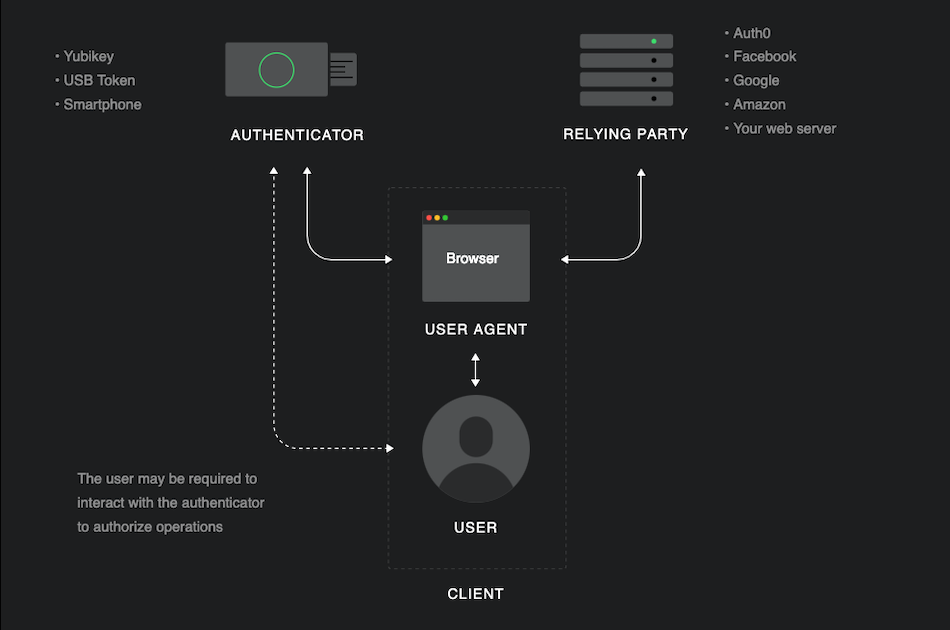 • Yubikey
• USB Token
• Smartphone
AUTHENTICATOR
RELYING PARTY
• Auth0
• Facebook
• Google
• Amazon
• Your web server
Browser
USER AGENT
The user may be required to
interact with the authenticator
to authorize operations
USER
CLIENT